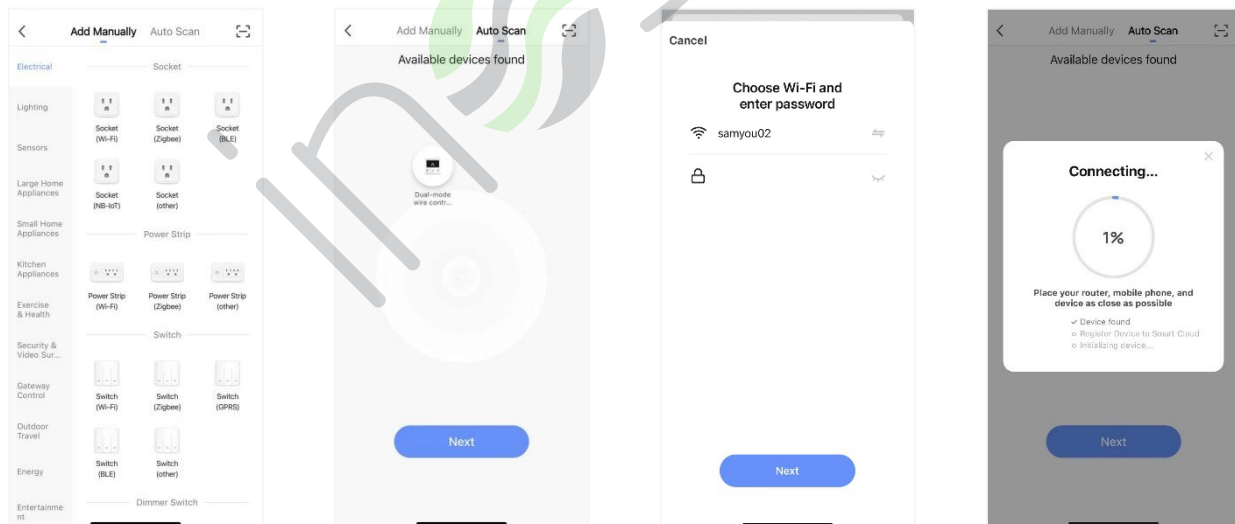 Add Manually Auto Scan
Electrical
Lighting
Sensors
Large Home
Appliances
Small Home
Appliances
Kitchen
Appliances
Exercise
& Health
Security &
Video Sur...
Gateway
Control
Outdoor
Travel
Energy
Entertainme
nt
Socket
Socket Socket Socket
(Wi-Fi) (Zigbee) (BLE)
Socket Socket
(NB-IoT) (other)
Power Strip
Power Strip Power Strip Power Strip
(Wi-Fi) (Zigbee) (other)
Switch
Switch Switch Switch
(Wi-Fi) (Zigbee) (GPRS)
Switch Switch
(BLE) (other)
Dimmer Switch
Add Manually Auto Scan
Available devices found
Dual-mode
wire contr...
Next
Cancel
Choose Wi-Fi and
enter password
samyou02
Next
Add Manually Auto Scan
Available devices found
Connecting...
1%
Place your router, mobile phone, and
device as close as possible
Device found
Register Device to Smart Cloud
Initializing device...
Next